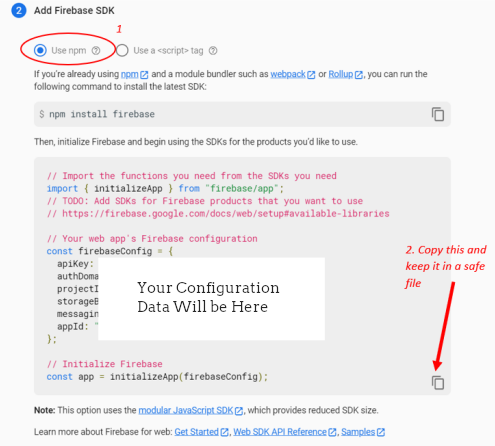 2 Add Firebase SDK
1
Use npm Use a <script> tag
If you're already using npm and a module bundler such as webpack or Rollup, you can run the
following command to install the latest SDK:
$ npm install firebase
Then, initialize Firebase and begin using the SDKs for the products you'd like to use.
// Import the functions you need from the SDKs you need
import { initializeApp } from "firebase/app";
// TODO: Add SDKs for Firebase products that you want to use
// https://firebase.google.com/docs/web/setup#available-libraries
// Your web app's Firebase configuration
const firebaseConfig = {
apiKey:
authDoma
projectI
storageB
messagin
appId: "
};
Your Configuration
Data Will be Here
2. Copy this and
keep it in a safe
file
// Initialize Firebase
const app = initializeApp(firebaseConfig);
Note: This option uses the modular JavaScript SDK, which provides reduced SDK size.
Learn more about Firebase for web: Get Started, Web SDK API Reference, Samples